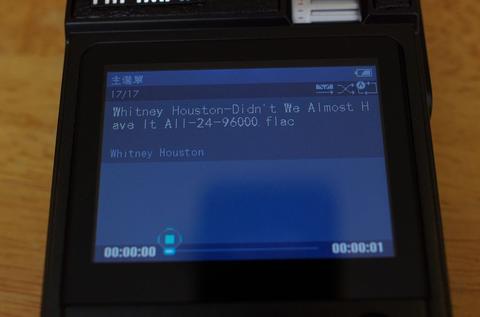 主選單
17/17
Whitney Houston-Didn't We Almost H
ave It All-24-96000.flac
Whitney Houston
00:00:00
00:00:01